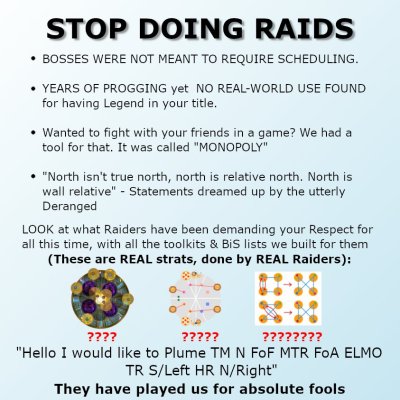 STOP DOING RAIDS
• BOSSES WERE NOT MEANT TO REQUIRE SCHEDULING.
• YEARS OF PROGGING yet  NO REAL-WORLD USE FOUND
for having Legend in your title.
• Wanted to fight with your friends in a game? We had a
tool for that. It was called "MONOPOLY"
• "North isn't true north, north is relative north. North is
wall relative" - Statements dreamed up by the utterly
Deranged
LOOK at what Raiders have been demanding your Respect for
all this time, with all the toolkits & BiS lists we built for them
(These are REAL strats, done by REAL Raiders):
???? ????? ????????
"Hello I would like to Plume TM N FoF MTR FoA ELMO
TR S/Left HR N/Right"
They have played us for absolute fools